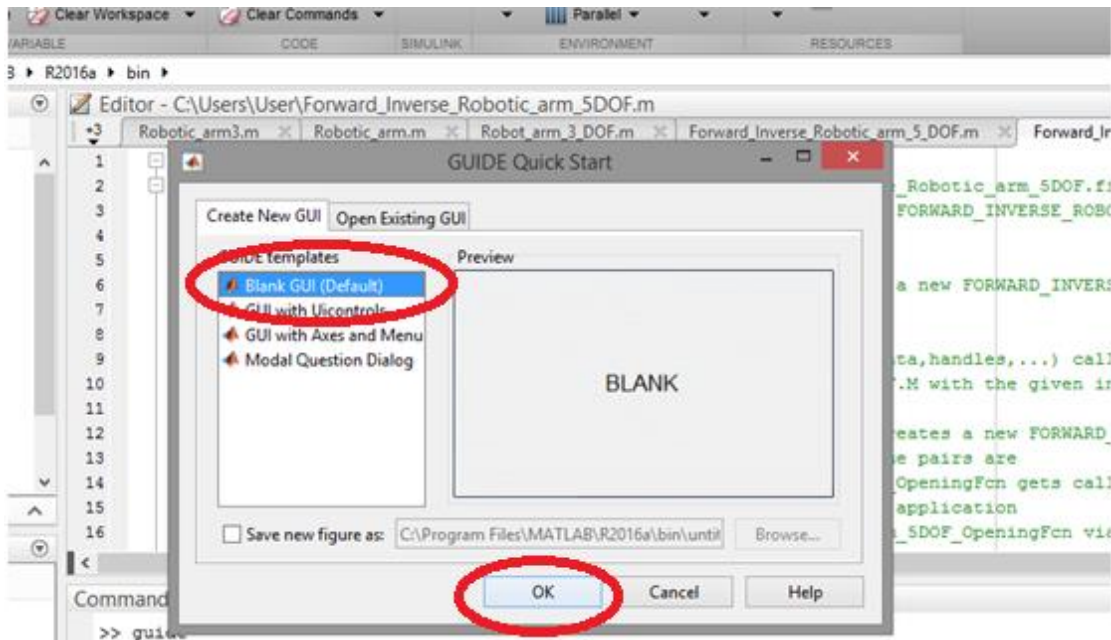 Clear Workspace Clear Commands Parallel
VARIABLE CODE SIMULINK ENVIRONMENT RESOURCES
R2016a bin
Editor - C:\Users\User\Forward_Inverse_Robotic_arm_5DOF.m
+3 Robotic_arm3.m Robotic_arm.m Robot_arm_3_DOF.m Forward_Inverse_Robotic_arm_5_DOF.m Forward_Ir
GUIDE Quick Start
Create New GUI Open Existing GUI
GUIDE templates
Blank GUI (Default)
GUI with Uicontrols
GUI with Axes and Menu
Modal Question Dialog
Preview
BLANK
Save new figure as: C:\Program Files\MATLAB\R2016a\bin\untit Browse...
OK Cancel Help
1
2 _Robotic_arm_5DOF.fi
3 FORWARD_INVERSE_ROBO
4
5
6 a new FORWARD_INVERS
7
8
9 ta,handles,...) call
10 .M with the given in
11
12 eates a new FORWARD_
13 e pairs are
14 OpeningFcn gets call
15 application
16 _5DOF_OpeningFcn via
Command
>> guide